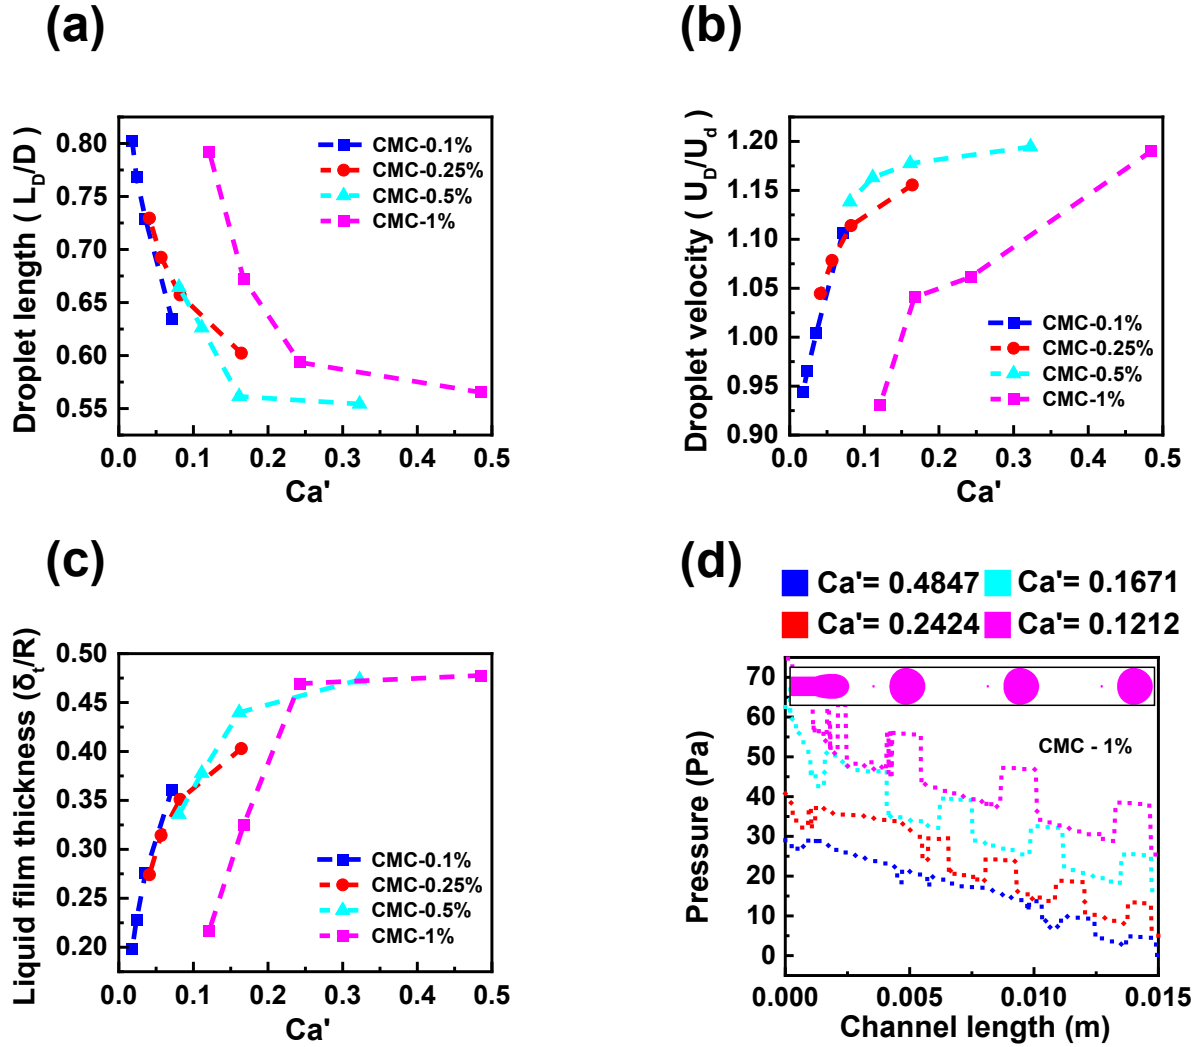 (a)
Droplet length ( L_D/D)
0.80
0.75
0.70
0.65
0.60
0.55
0.0 0.1 0.2 0.3 0.4 0.5
Ca'
CMC-0.1%
CMC-0.25%
CMC-0.5%
CMC-1%
(b)
Droplet velocity ( U_D/U_d)
1.20
1.15
1.10
1.05
1.00
0.95
0.90
0.0 0.1 0.2 0.3 0.4 0.5
Ca'
CMC-0.1%
CMC-0.25%
CMC-0.5%
CMC-1%
(c)
Liquid film thickness (δ_t/R)
0.50
0.45
0.40
0.35
0.30
0.25
0.20
0.0 0.1 0.2 0.3 0.4 0.5
Ca'
CMC-0.1%
CMC-0.25%
CMC-0.5%
CMC-1%
(d)
Ca'= 0.4847 Ca'= 0.1671
Ca'= 0.2424 Ca'= 0.1212
Pressure (Pa)
70
60
50
40
30
20
10
0
CMC - 1%
0.000 0.005 0.010 0.015
Channel length (m)